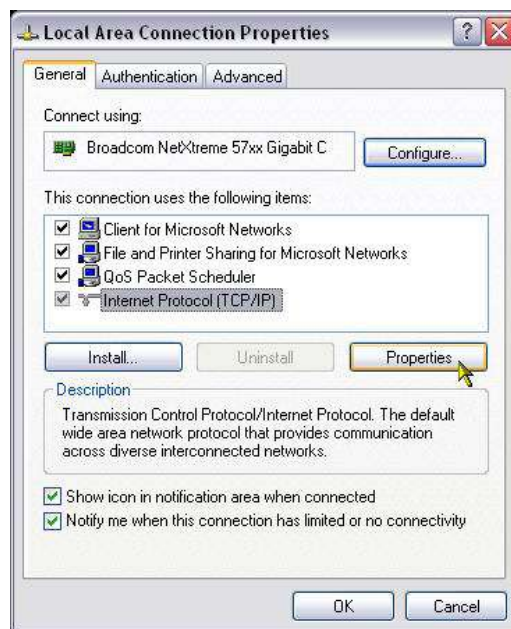 Local Area Connection Properties
General Authentication Advanced
Connect using:
Broadcom NetXtreme 57xx Gigabit C
Configure...
This connection uses the following items:
Client for Microsoft Networks
File and Printer Sharing for Microsoft Networks
QoS Packet Scheduler
Internet Protocol (TCP/IP)
Install... Uninstall Properties
Description
Transmission Control Protocol/Internet Protocol. The default
wide area network protocol that provides communication
across diverse interconnected networks.
Show icon in notification area when connected
Notify me when this connection has limited or no connectivity
OK Cancel